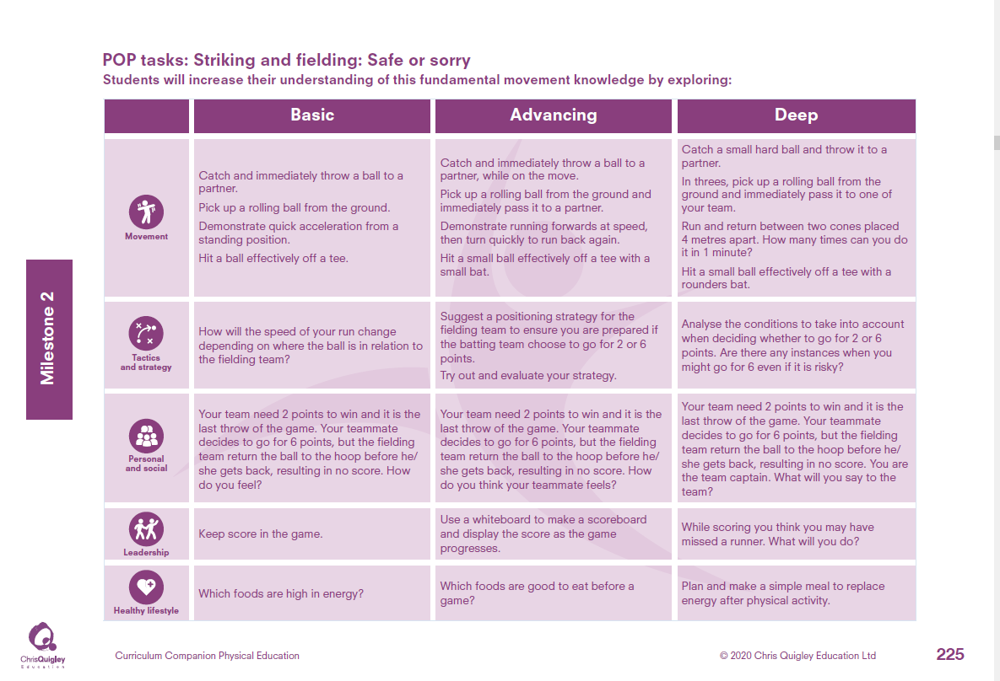 POP tasks: Striking and fielding: Safe or sorry
Students will increase their understanding of this fundamental movement knowledge by exploring:
Basic
Advancing
Deep
Movement
Catch and immediately throw a ball to a
partner.
Pick up a rolling ball from the ground.
Demonstrate quick acceleration from a
standing position.
Hit a ball effectively off a tee.
Catch and immediately throw a ball to a
partner, while on the move.
Pick up a rolling ball from the ground and
immediately pass it to a partner.
Demonstrate running forwards at speed,
then turn quickly to run back again.
Hit a small ball effectively off a tee with a
small bat.
Catch a small hard ball and throw it to a
partner.
In threes, pick up a rolling ball from the
ground and immediately pass it to one of
your team.
Run and return between two cones placed
4 metres apart. How many times can you do
it in 1 minute?
Hit a small ball effectively off a tee with a
rounders bat.
Tactics
and strategy
How will the speed of your run change
depending on where the ball is in relation to
the fielding team?
Suggest a positioning strategy for the
fielding team to ensure you are prepared if
the batting team choose to go for 2 or 6
points.
Try out and evaluate your strategy.
Analyse the conditions to take into account
when deciding whether to go for 2 or 6
points. Are there any instances when you
might go for 6 even if it is risky?
Personal
and social
Your team need 2 points to win and it is the
last throw of the game. Your teammate
decides to go for 6 points, but the fielding
team return the ball to the hoop before he/
she gets back, resulting in no score. How
do you feel?
Your team need 2 points to win and it is the
last throw of the game. Your teammate
decides to go for 6 points, but the fielding
team return the ball to the hoop before he/
she gets back, resulting in no score. How
do you think your teammate feels?
Your team need 2 points to win and it is the
last throw of the game. Your teammate
decides to go for 6 points, but the fielding
team return the ball to the hoop before he/
she gets back, resulting in no score. You are
the team captain. What will you say to the
team?
Leadership
Keep score in the game.
Use a whiteboard to make a scoreboard
and display the score as the game
progresses.
While scoring you think you may have
missed a runner. What will you do?
Healthy lifestyle
Which foods are high in energy?
Which foods are good to eat before a
game?
Plan and make a simple meal to replace
energy after physical activity.
Milestone 2
ChrisQuigley
Education
Curriculum Companion Physical Education
© 2020 Chris Quigley Education Ltd
225